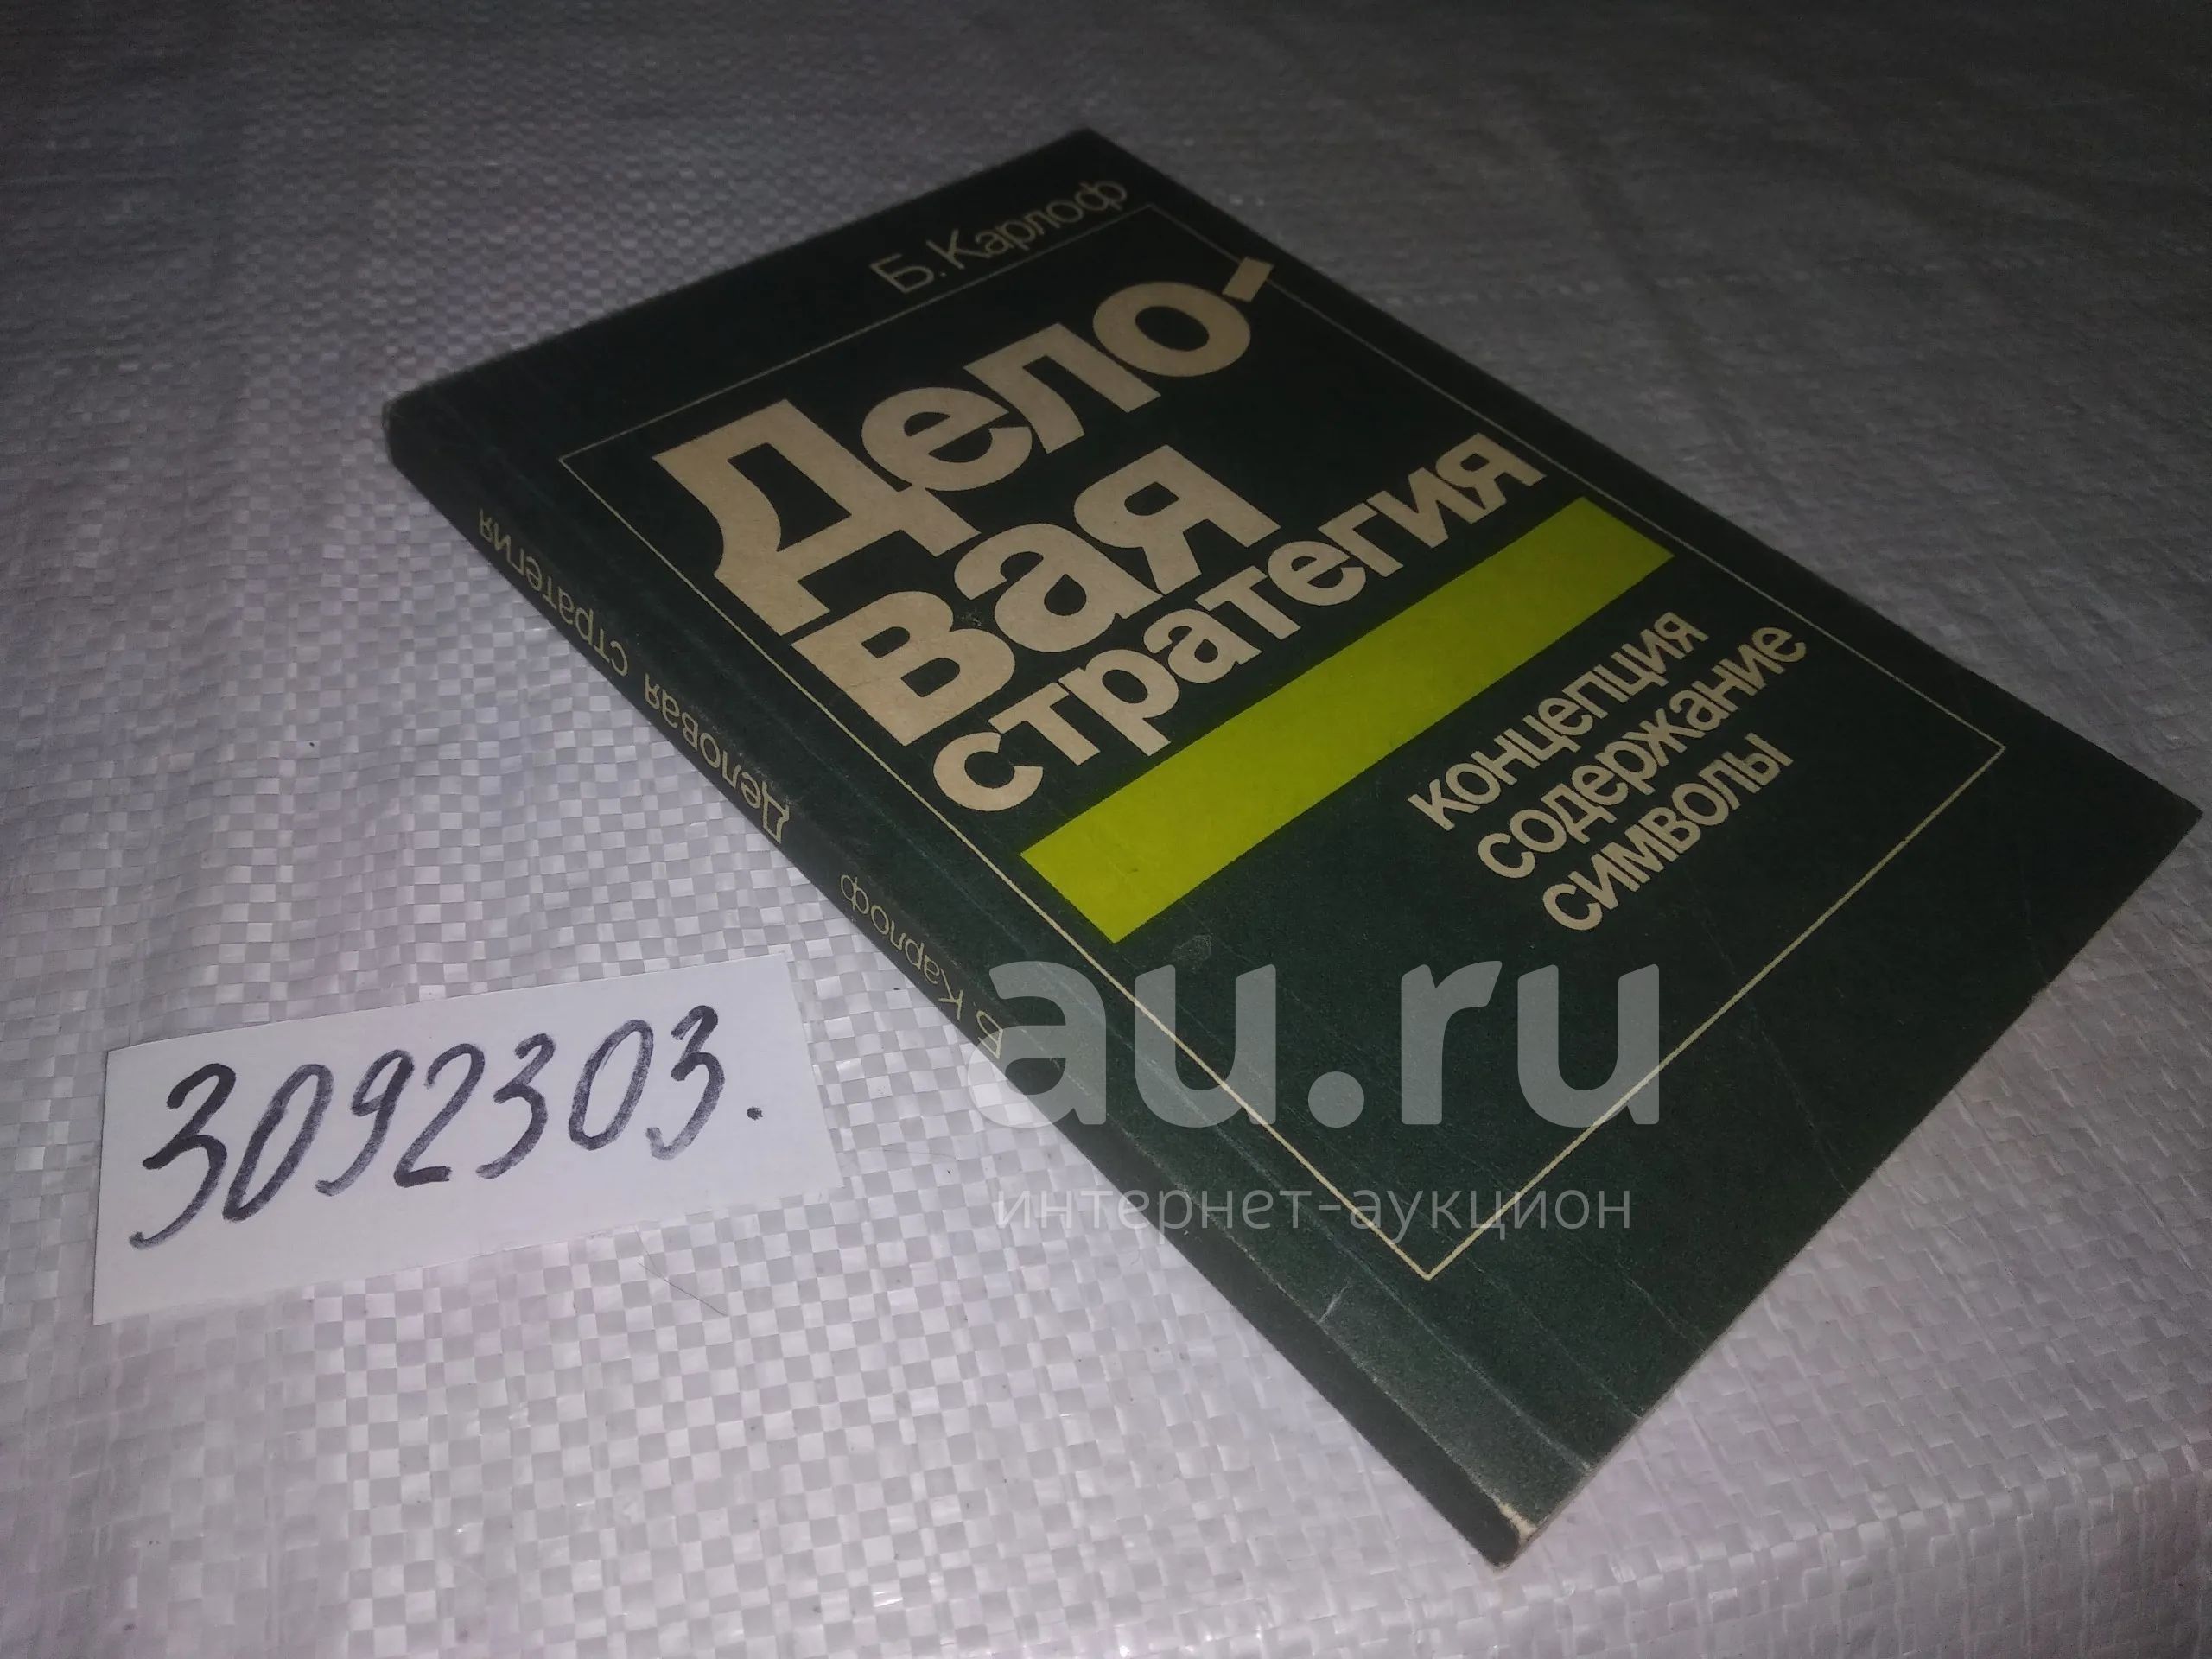 Б. Карлоф
Дело-
вая
стратегия
концепция
содержание
символы
Б. Карлоф Деловая стратегия
3092303.
au.ru
интернет-аукцион